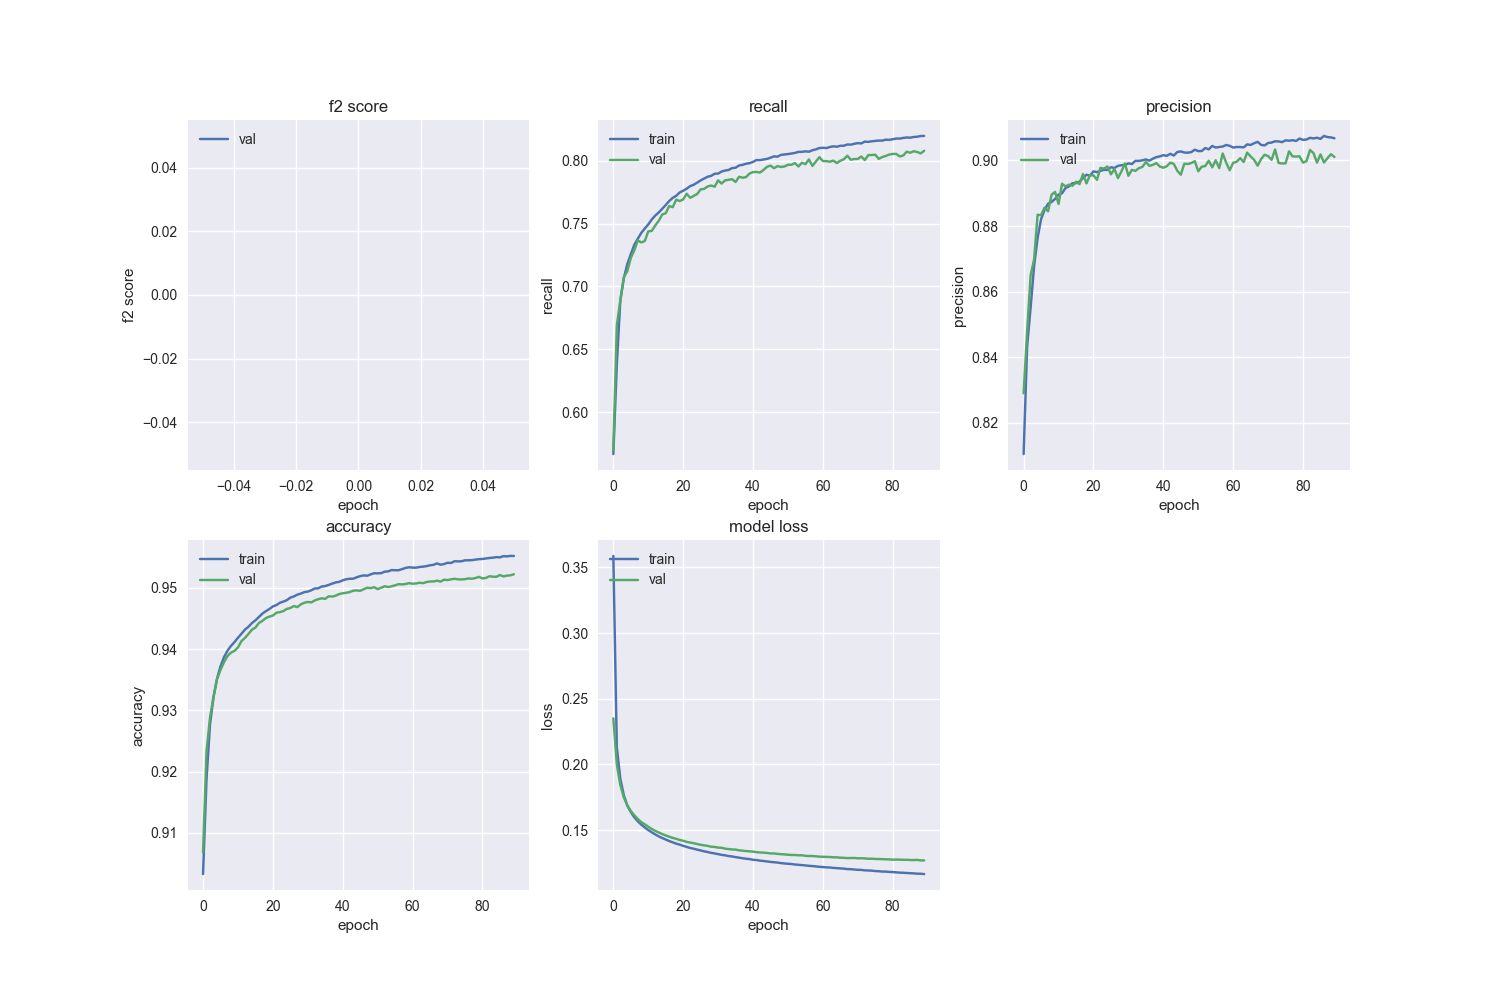 f2 score
val
0.04
0.02
0.00
−0.02
−0.04
f2 score
−0.04 −0.02 0.00 0.02 0.04
epoch
recall
train
val
0.80
0.75
0.70
0.65
0.60
recall
0 20 40 60 80
epoch
precision
train
val
0.90
0.88
0.86
0.84
0.82
precision
0 20 40 60 80
epoch
accuracy
train
val
0.95
0.94
0.93
0.92
0.91
accuracy
0 20 40 60 80
epoch
model loss
train
val
0.35
0.30
0.25
0.20
0.15
loss
0 20 40 60 80
epoch